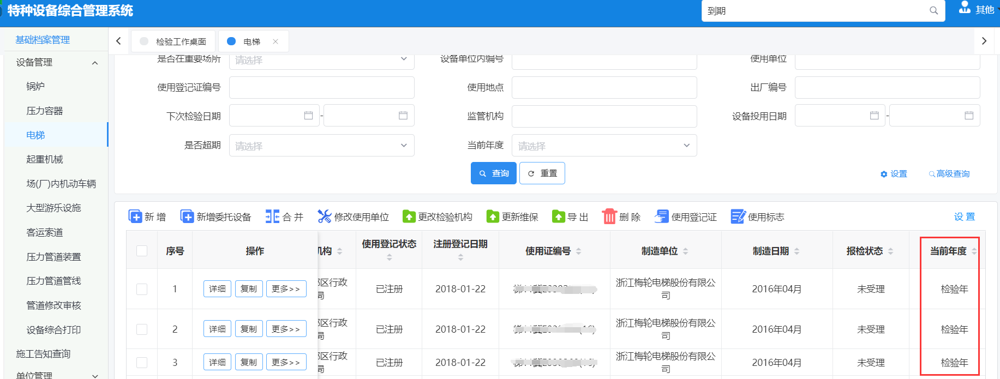 特种设备综合管理系统
到期
其他
基础档案管理
检验工作桌面
电梯
设备管理
锅炉
压力容器
电梯
起重机械
场(厂)内机动车辆
大型游乐设施
客运索道
压力管道装置
压力管道管线
管道修改审核
设备综合打印
施工告知查询
单位管理
是否在重要场所 请选择 设备单位内编号 使用单位
使用登记证编号 使用地点 出厂编号
下次检验日期 - 监管机构 设备投用日期 -
是否超期 请选择 当前年度 请选择
查询 重置 设置 高级查询
新增 新增委托设备 合并 修改使用单位 更改检验机构 更新维保 导出 删除 使用登记证 使用标志 设置
序号 操作 机构 使用登记状态 注册登记日期 使用证编号 制造单位 制造日期 报检状态 当前年度
1 详细 复制 更多>> 区行政局 已注册 2018-01-22 浙江梅轮电梯股份有限公司 2016年04月 未受理 检验年
2 详细 复制 更多>> 区行政局 已注册 2018-01-22 浙江梅轮电梯股份有限公司 2016年04月 未受理 检验年
3 详细 复制 更多>> 区行政局 已注册 2018-01-22 浙江梅轮电梯股份有限公司 2016年04月 未受理 检验年